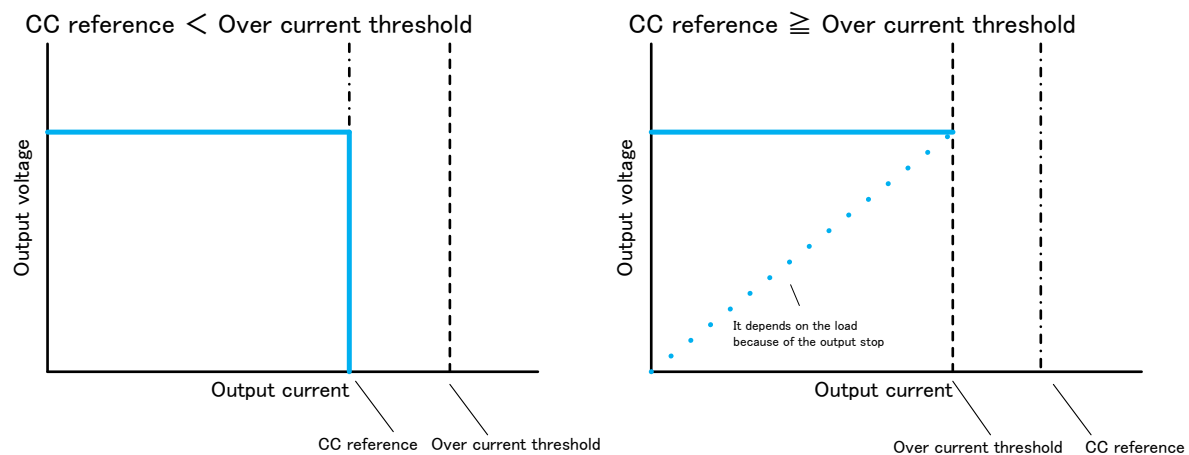 CC reference < Over current threshold
Output voltage
Output current
CC reference
Over current threshold
CC reference ≧ Over current threshold
Output voltage
It depends on the load
because of the output stop
Output current
Over current threshold
CC reference